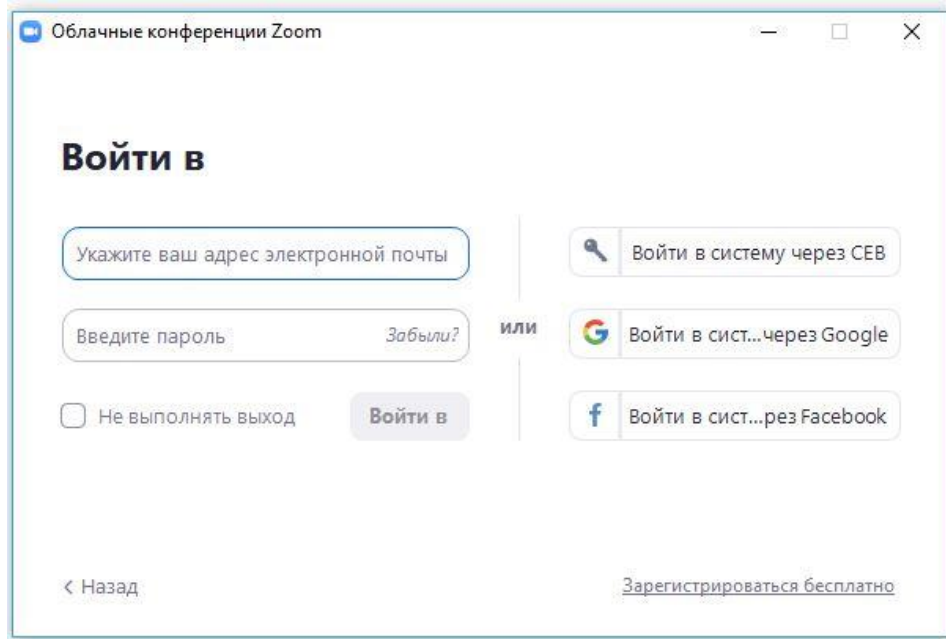 Облачные конференции Zoom
Войти в
Укажите ваш адрес электронной почты
Введите пароль Забыли?
Не выполнять выход
Войти в
или
Войти в систему через СЕВ
Войти в сист...через Google
Войти в сист...рез Facebook
Назад
Зарегистрироваться бесплатно